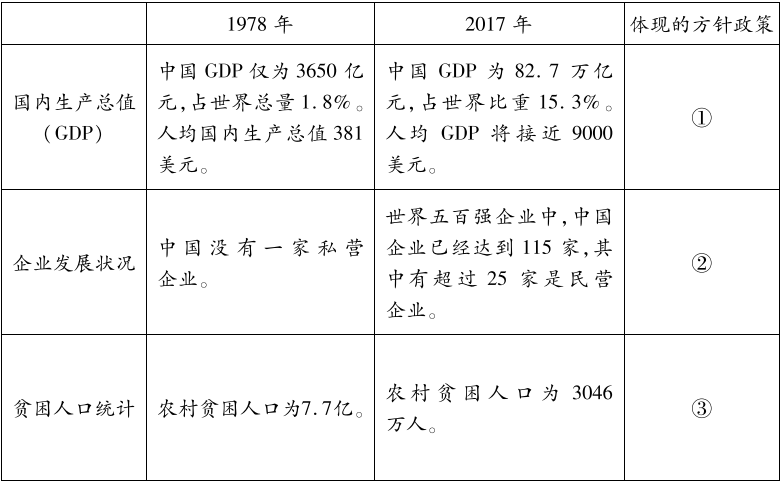 1978 年
2017 年
体现的方针政策
国内生产总值
(GDP)
中国 GDP 仅为 3650 亿
元,占世界总量 1.8%。
人均国内生产总值 381
美元。
中国 GDP 为 82.7 万亿
元,占世界比重 15.3%。
人均 GDP 将接近 9000
美元。
①
企业发展状况
中国没有一家私营
企业。
世界五百强企业中,中国
企业已经达到 115 家,其
中有超过 25 家是民营
企业。
②
贫困人口统计
农村贫困人口为7.7亿。
农村贫困人口为 3046
万人。
③